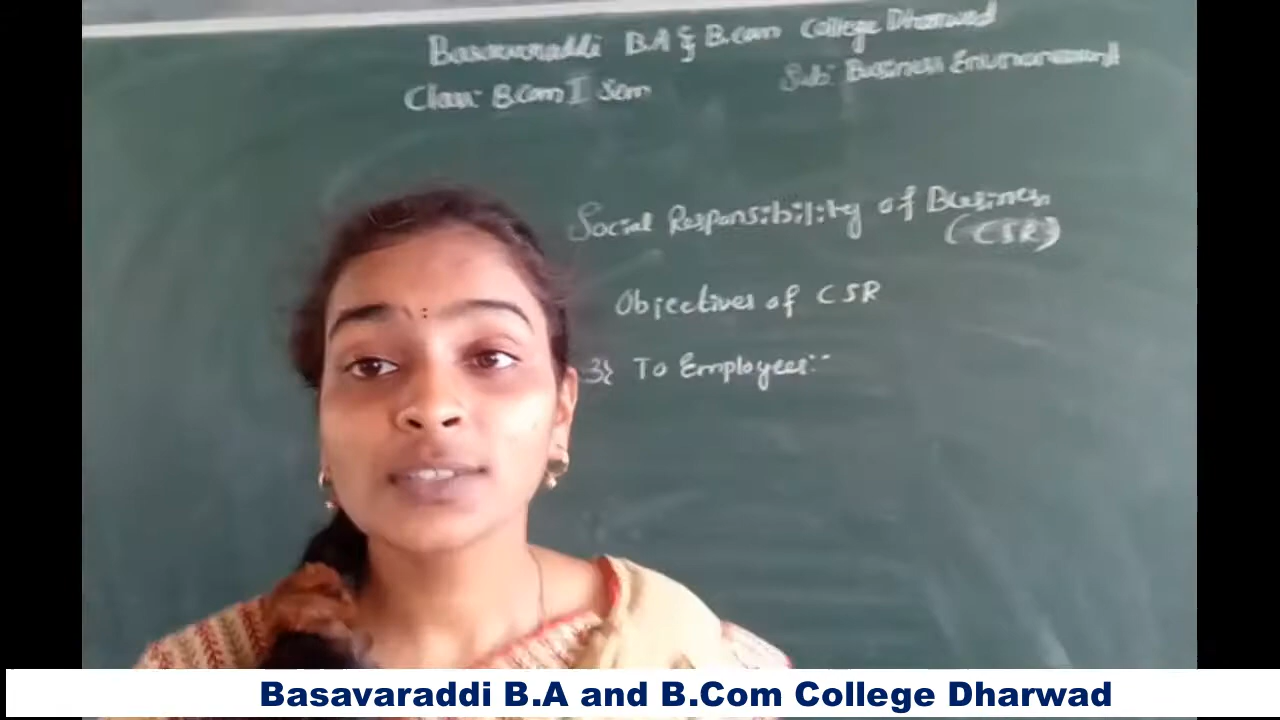 Basavaraddi B.A & B.Com College Dharwad
Class: B.Com I Sem Sub: Business Environment
Social Responsibility of Business
(CSR)
Objectives of CSR
3} To Employees:-
Basavaraddi B.A and B.Com College Dharwad